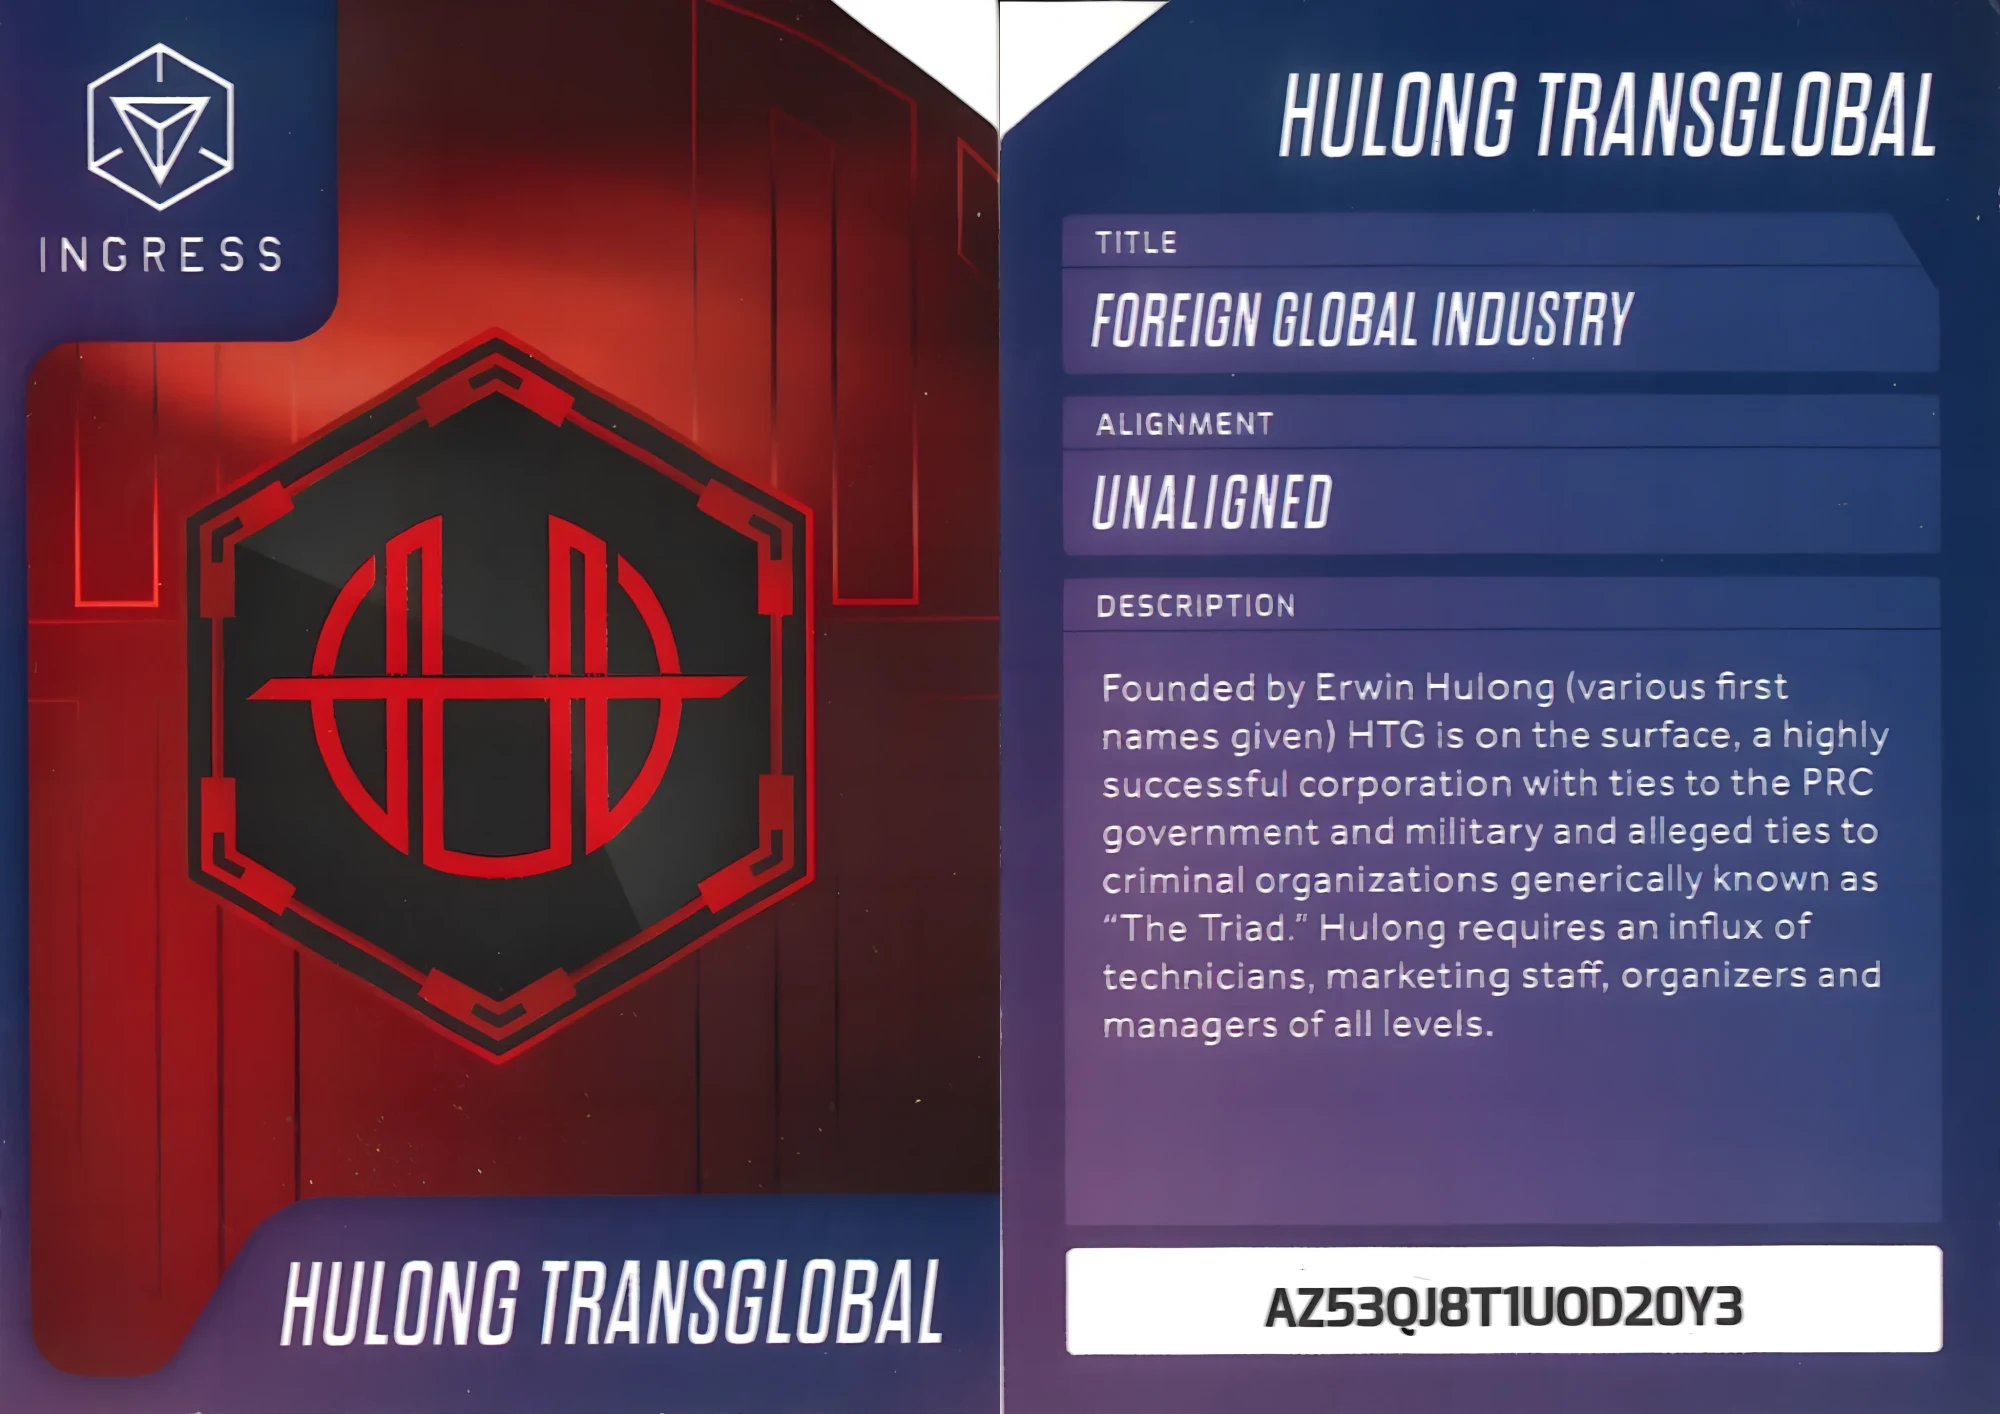 INGRESS
HULONG TRANSGLOBAL
HULONG TRANSGLOBAL
TITLE
FOREIGN GLOBAL INDUSTRY
ALIGNMENT
UNALIGNED
DESCRIPTION
Founded by Erwin Hulong (various first
names given) HTG is on the surface, a highly
successful corporation with ties to the PRC
government and military and alleged ties to
criminal organizations generically known as
“The Triad.” Hulong requires an influx of
technicians, marketing staff, organizers and
managers of all levels.
AZ53QJ8T1UOD20Y3